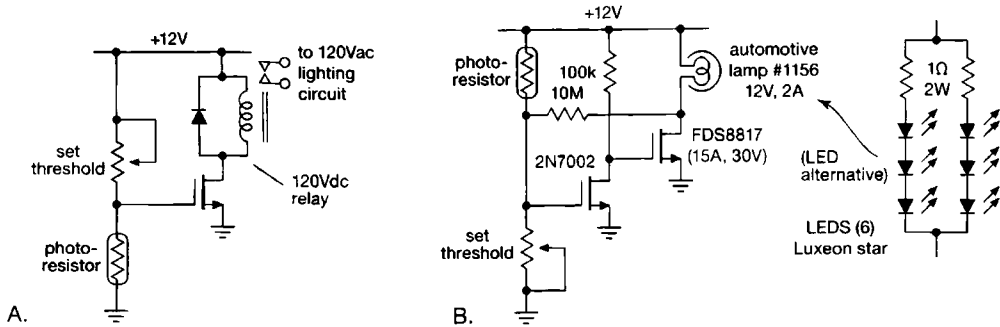 +12V
to 120Vac
lighting
circuit
set
threshold
120Vdc
relay
photo-
resistor
A.
+12V
photo-
resistor
100k
10M
automotive
lamp #1156
12V, 2A
FDS8817
(15A, 30V)
2N7002
set
threshold
B.
1Ω
2W
(LED
alternative)
LEDS (6)
Luxeon star